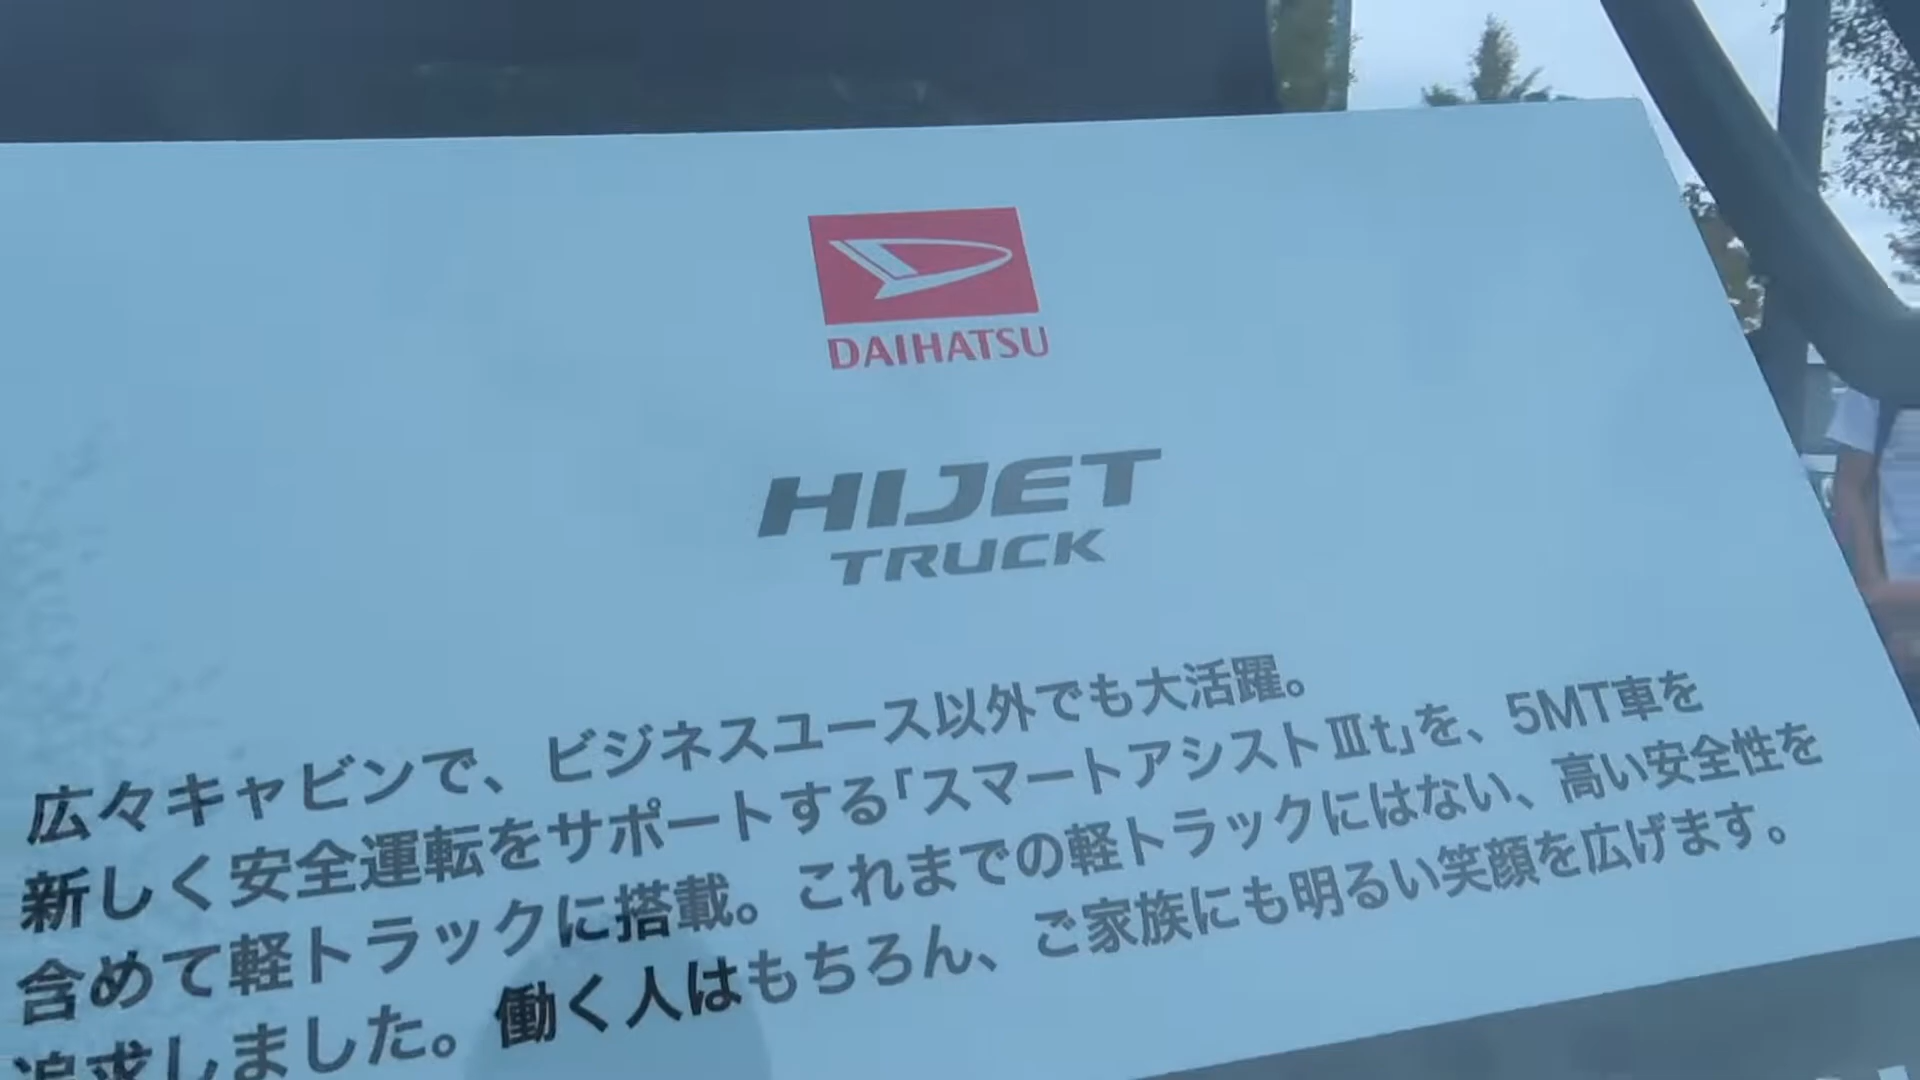 DAIHATSU
HIJET
TRUCK
広々キャビンで、ビジネスユース以外でも大活躍。
新しく安全運転をサポートする「スマートアシストⅢt」を、5MT車を
含めて軽トラックに搭載。これまでの軽トラックにはない、高い安全性を
追求しました。働く人はもちろん、ご家族にも明るい笑顔を広げます。